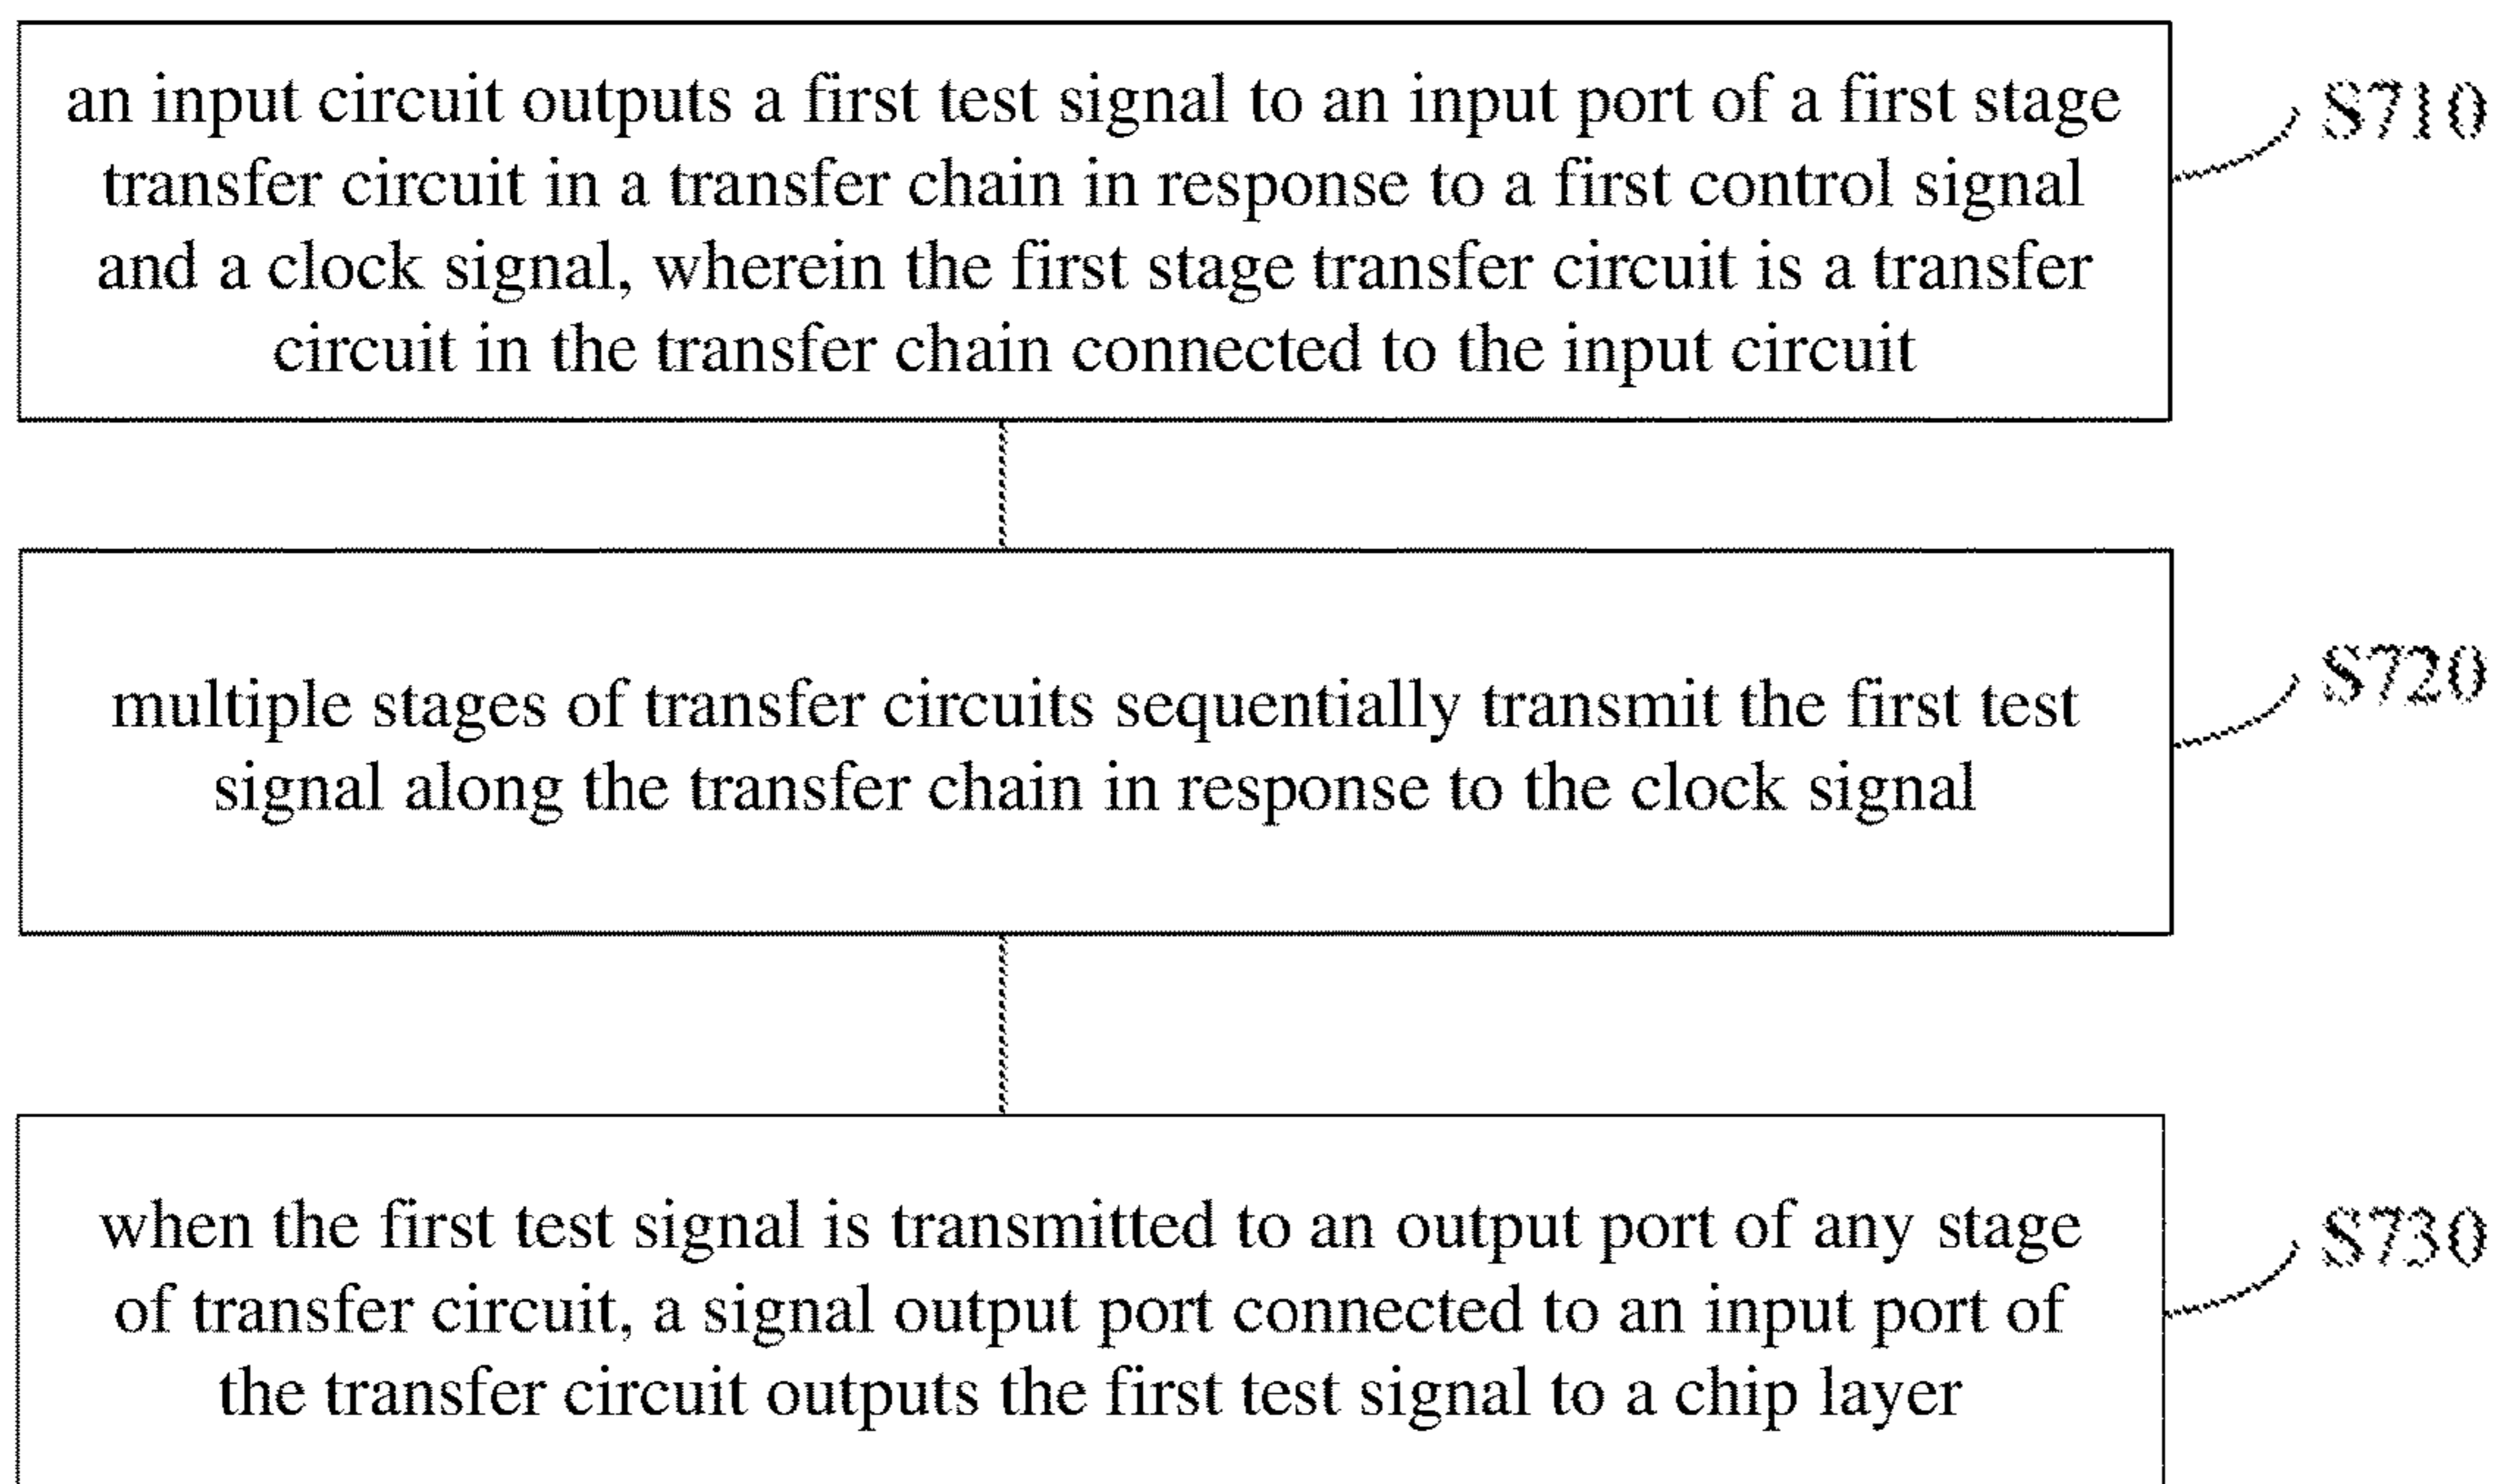 an input circuit outputs a first test signal to an input port of a first stage
transfer circuit in a transfer chain in response to a first control signal
and a clock signal, wherein the first stage transfer circuit is a transfer
circuit in the transfer chain connected to the input circuit
S710
multiple stages of transfer circuits sequentially transmit the first test
signal along the transfer chain in response to the clock signal
S720
when the first test signal is transmitted to an output port of any stage
of transfer circuit, a signal output port connected to an input port of
the transfer circuit outputs the first test signal to a chip layer
S730